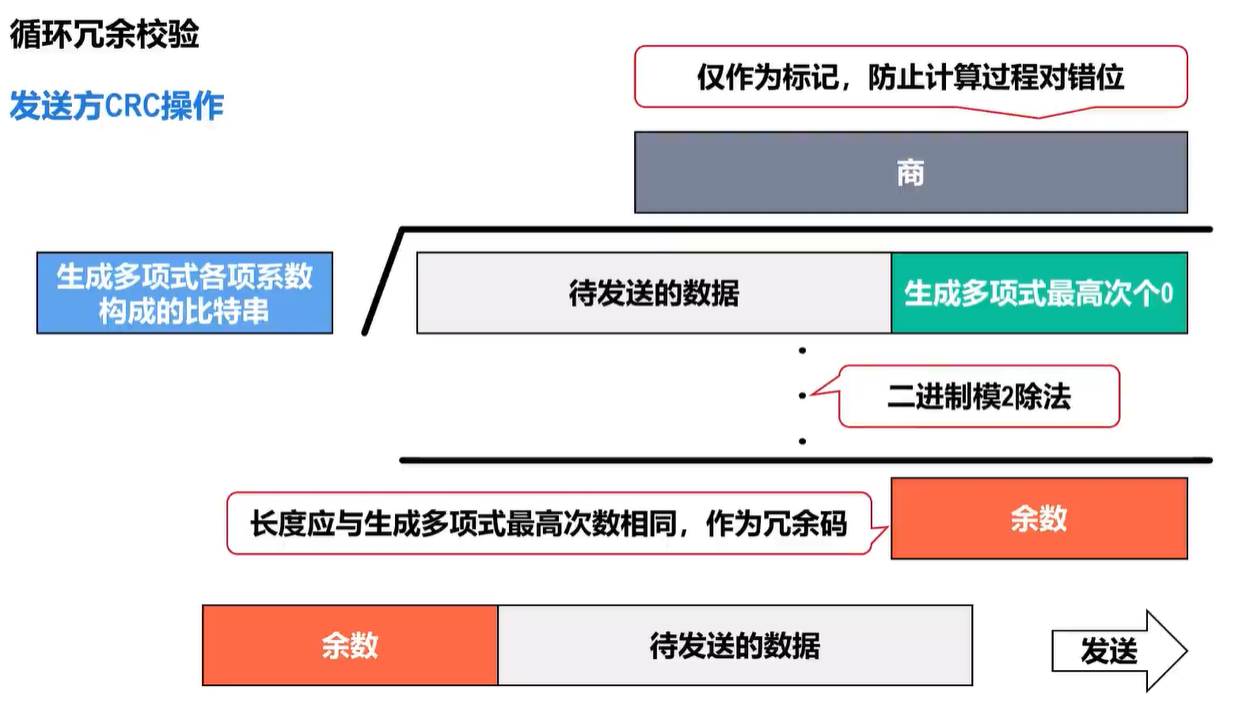 循环冗余校验
发送方CRC操作
仅作为标记，防止计算过程对错位
商
生成多项式各项系数
构成的比特串
待发送的数据
生成多项式最高次个0
二进制模2除法
长度应与生成多项式最高次数相同，作为冗余码
余数
余数
待发送的数据
发送